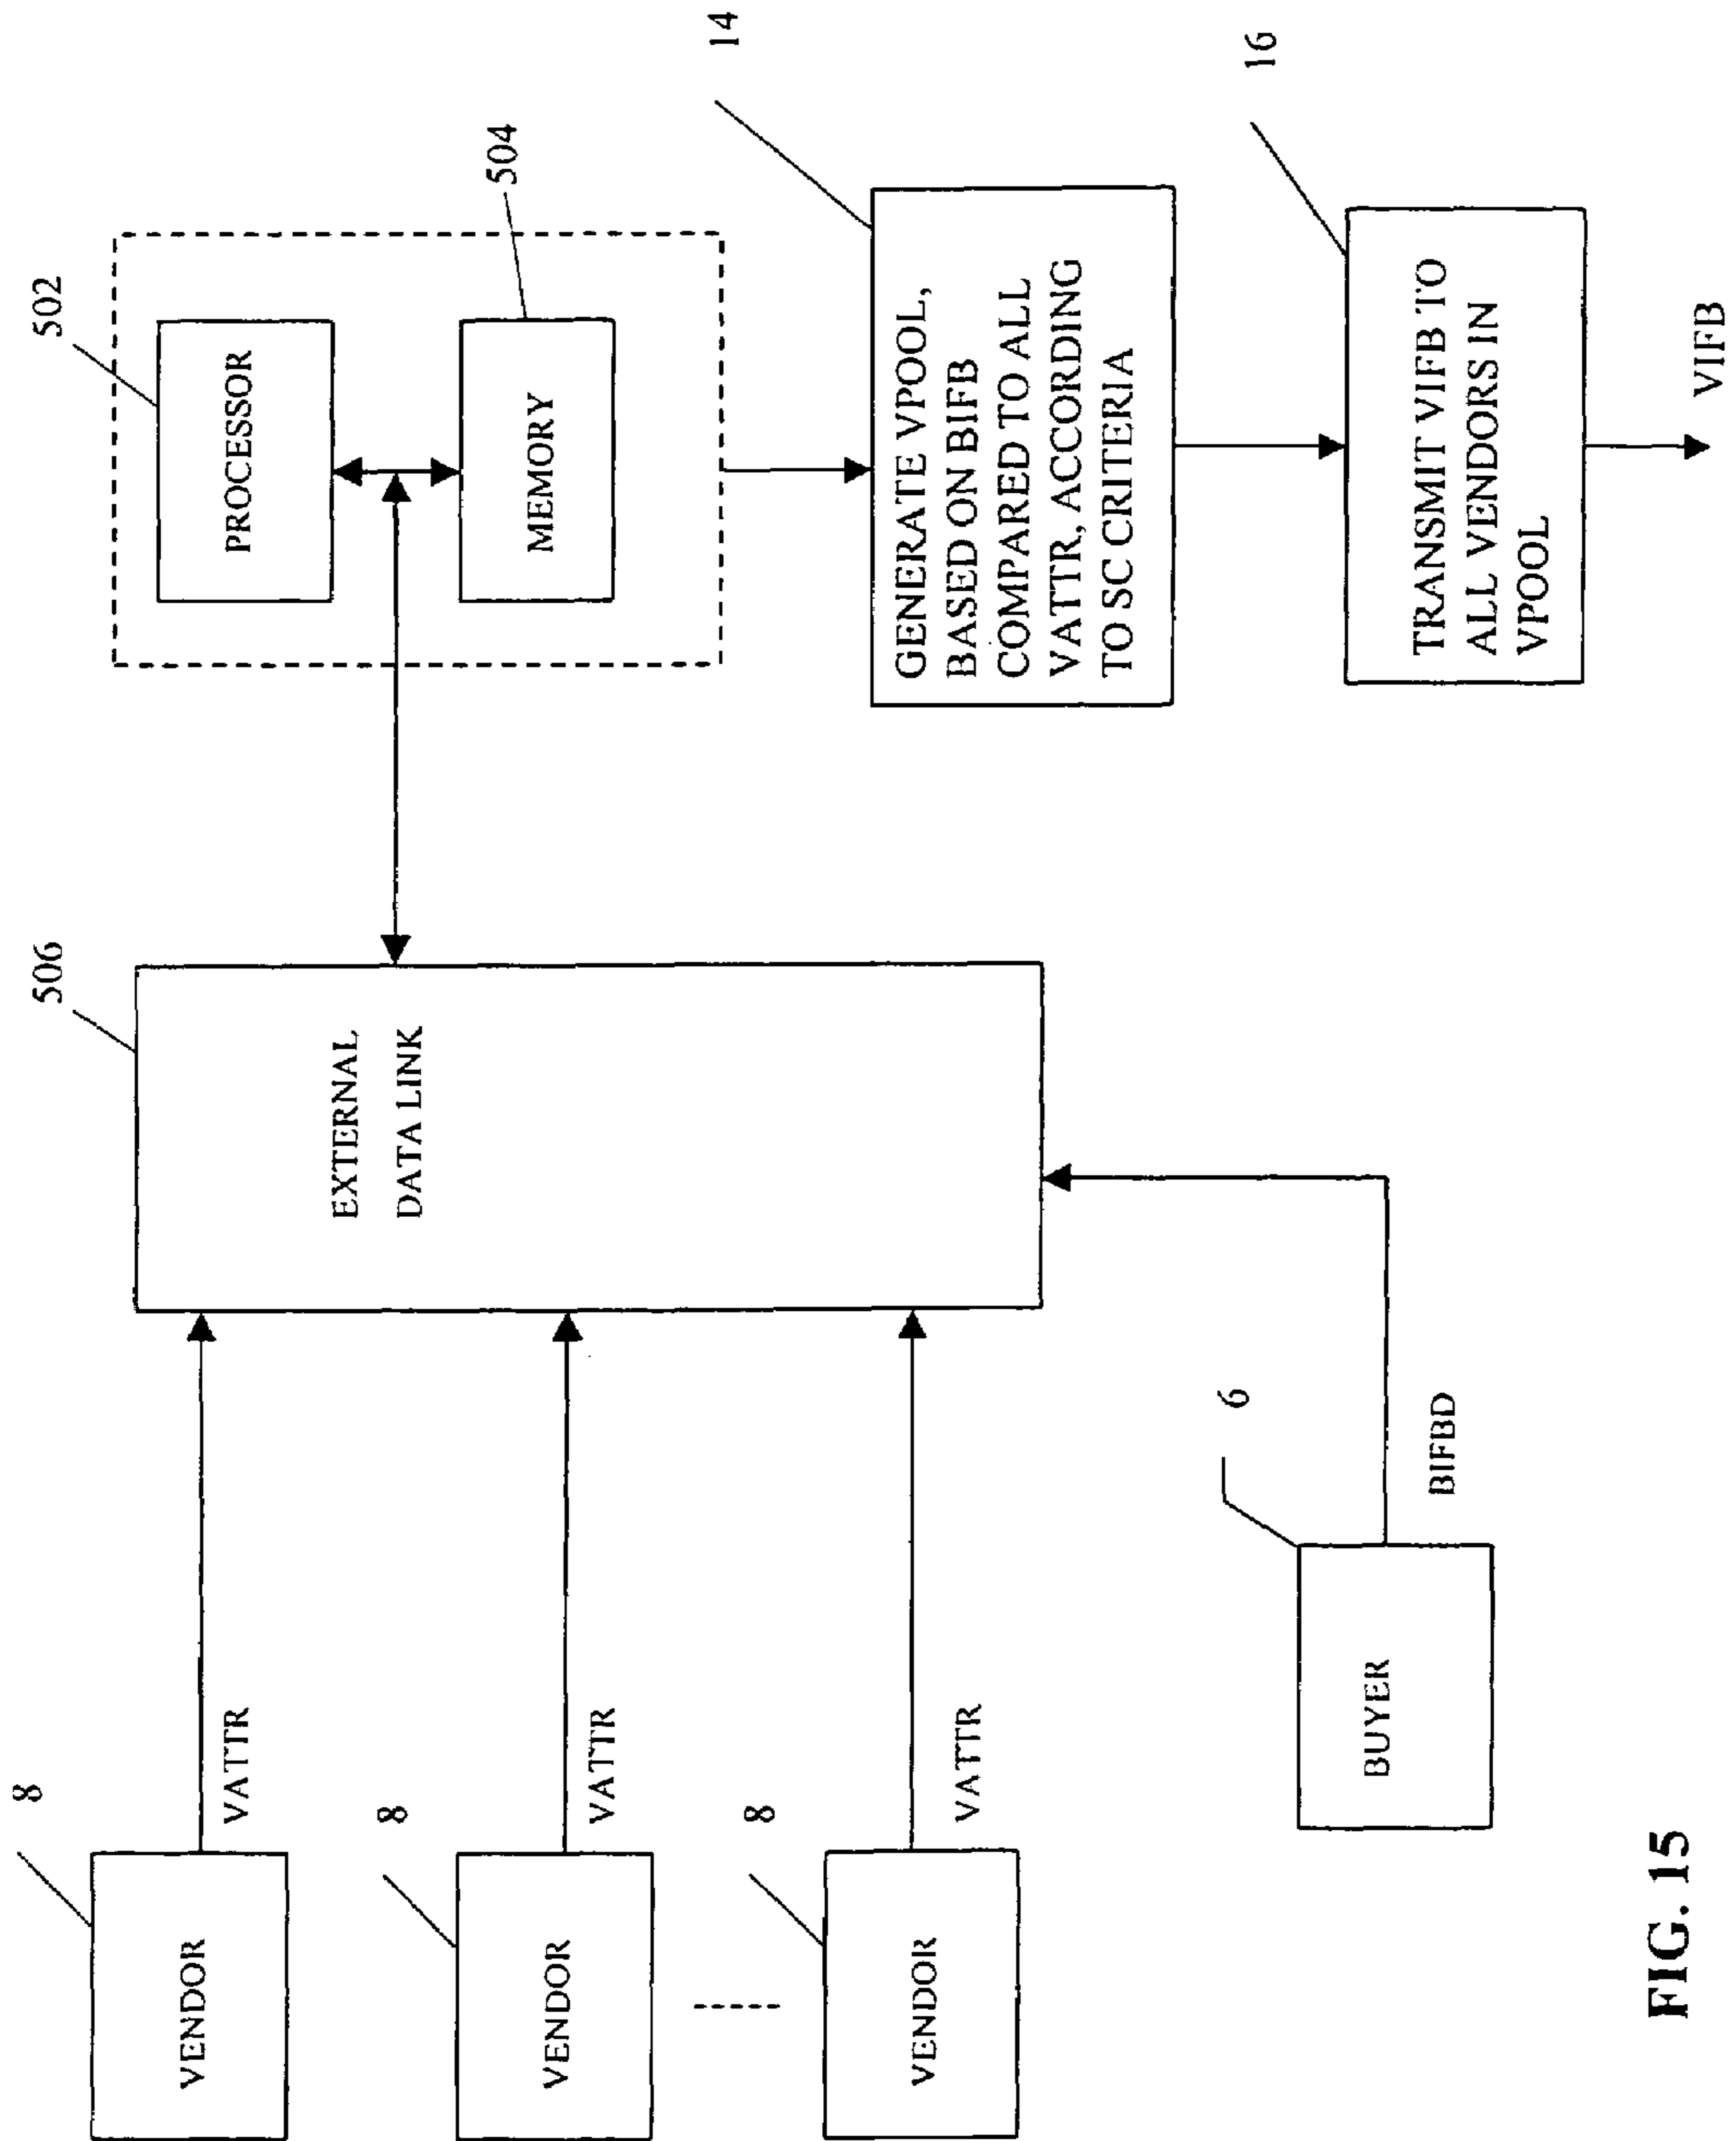 8
VENDOR
VATTR
8
VENDOR
VATTR
8
VENDOR
VATTR
6
BUYER
BIFBD
506
EXTERNAL
DATA LINK
502
PROCESSOR
504
MEMORY
14
GENERATE VPOOL,
BASED ON BIFB
COMPARED TO ALL
VATTR, ACCORDING
TO SC CRITERIA
16
TRANSMIT VIFB TO
ALL VENDORS IN
VPOOL
VIFB
FIG. 15